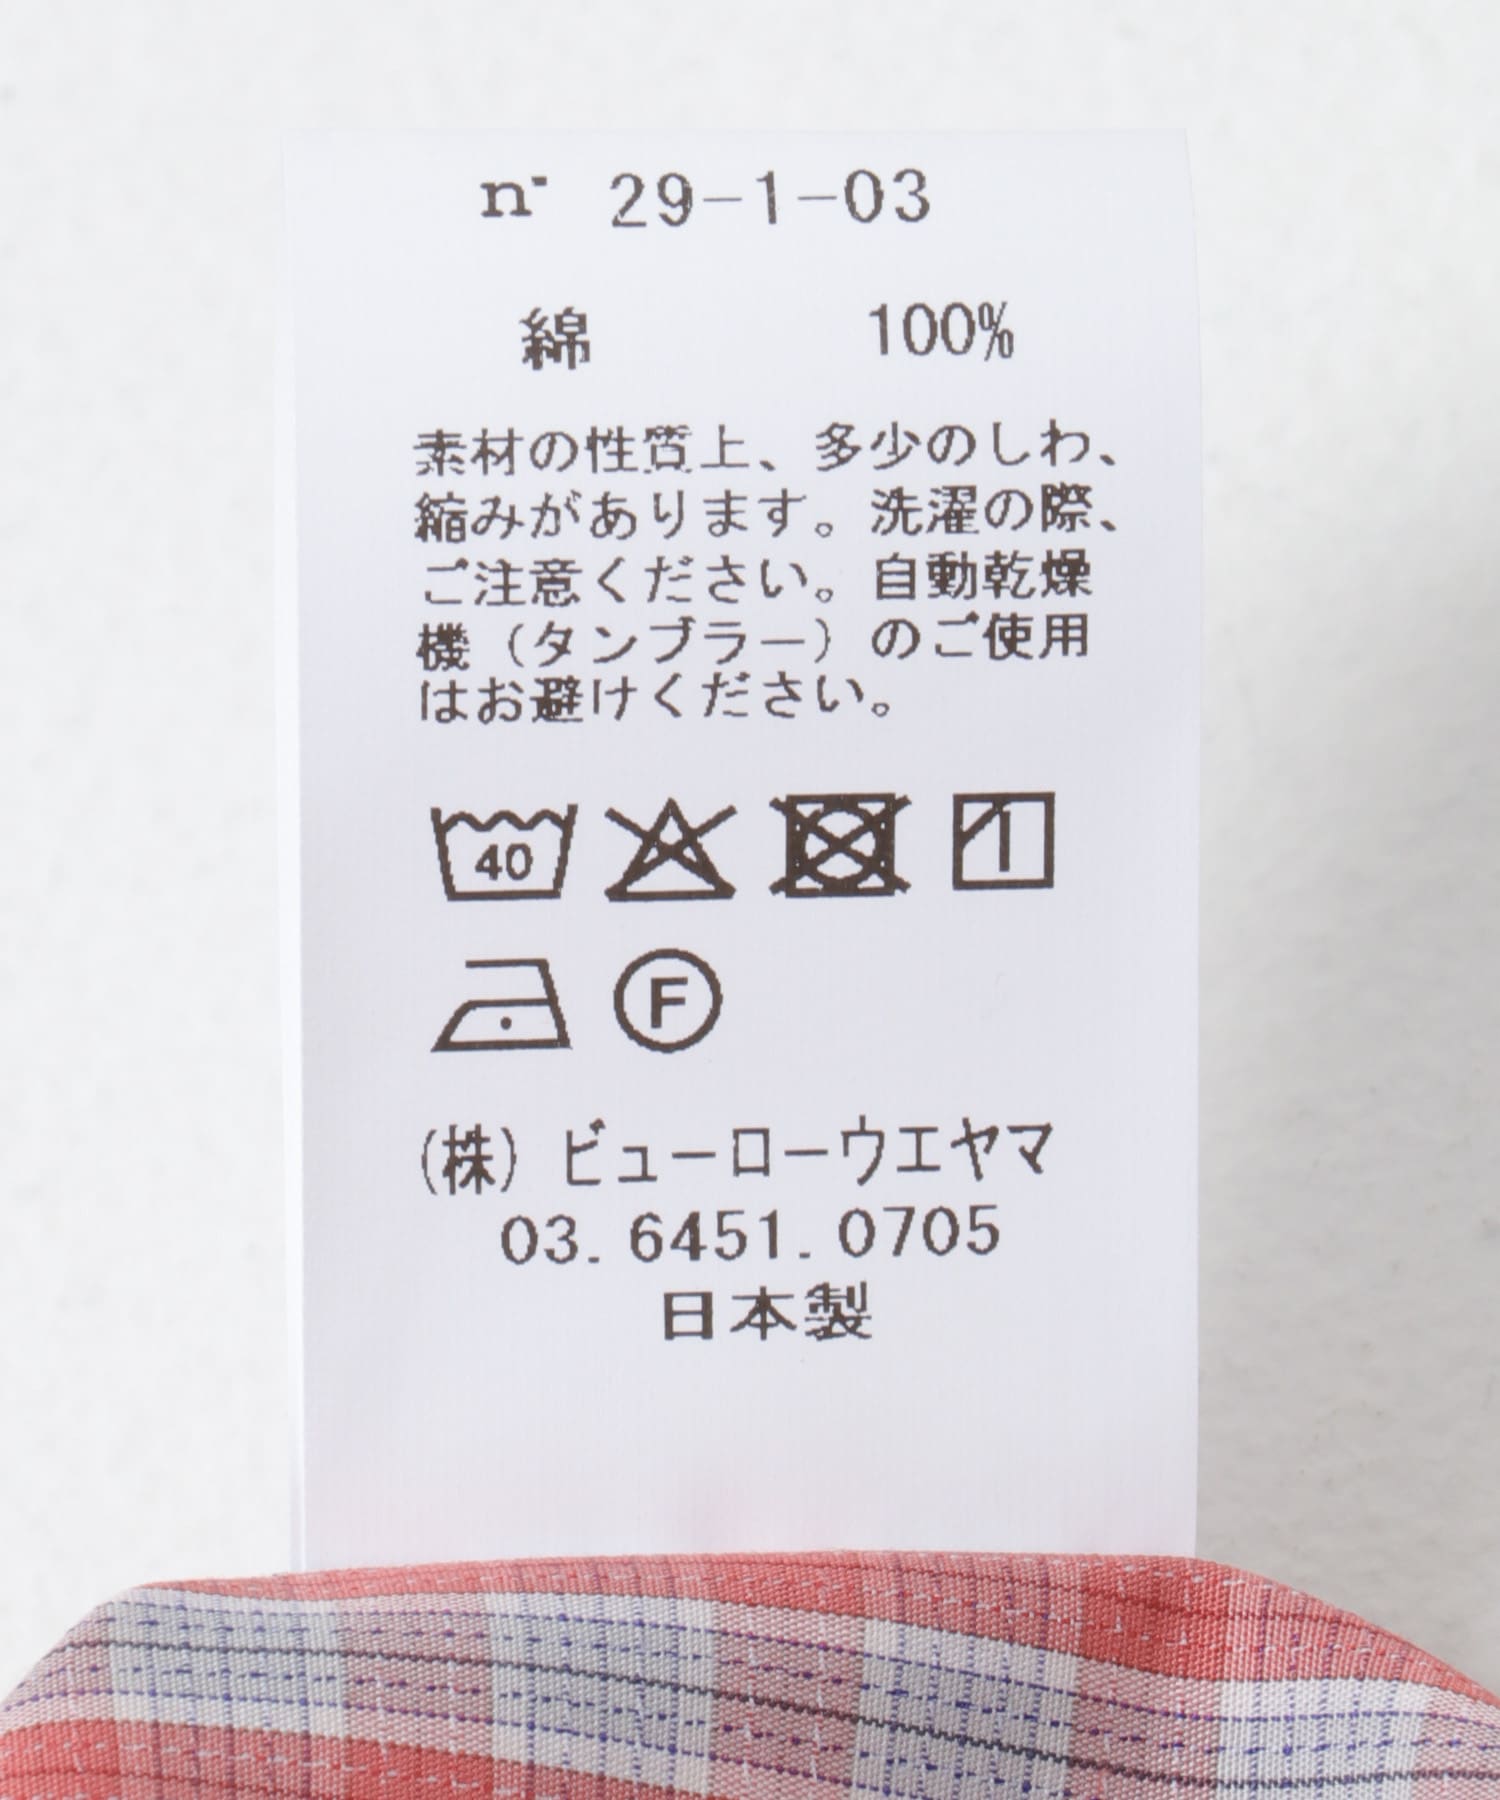 n° 29-1-03
綿 100%
素材の性質上、多少のしわ、
縮みがあります。洗濯の際、
ご注意ください。自動乾燥
機（タンブラー）のご使用
はお避けください。
40
F
(株)ビューローウエヤマ
03. 6451. 0705
日本製